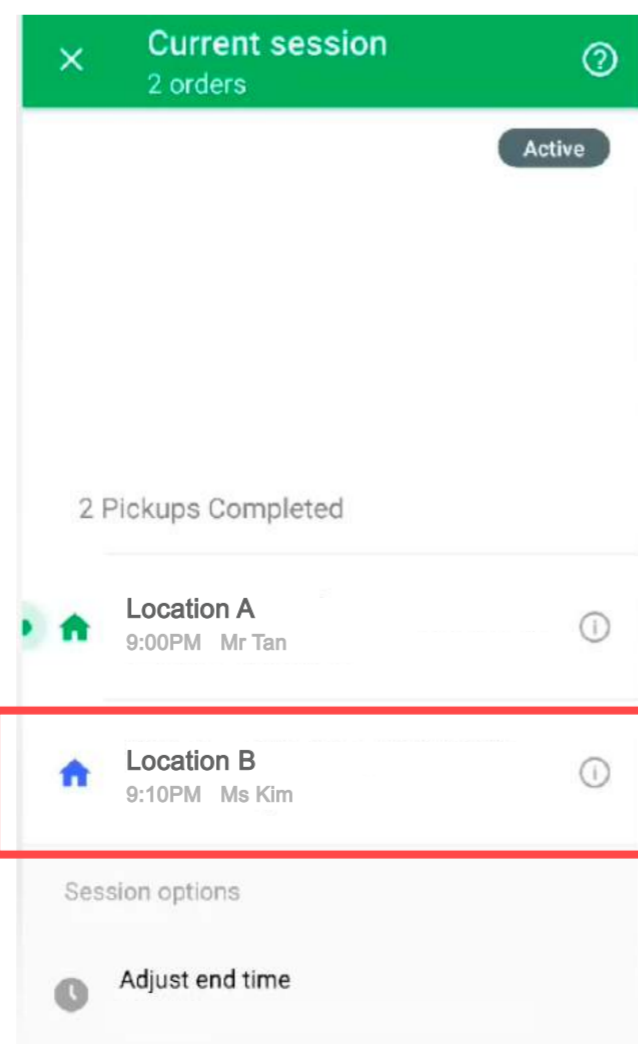 Current session
2 orders
Active
2 Pickups Completed
Location A
9:00PM Mr Tan
Location B
9:10PM Ms Kim
Session options
Adjust end time